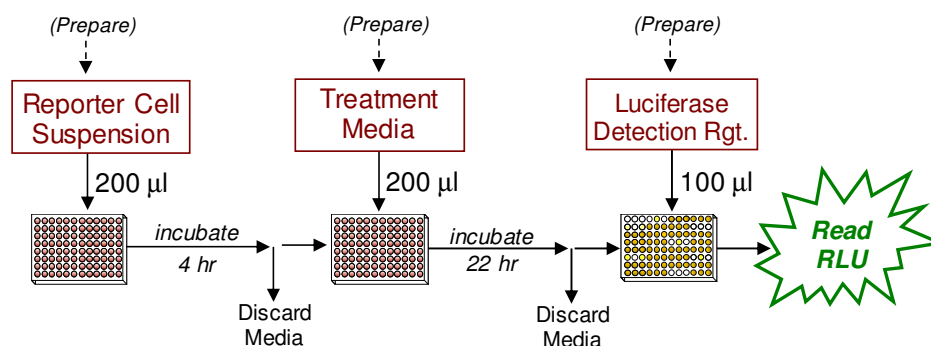 (Prepare)
(Prepare)
(Prepare)
Reporter Cell
Suspension
Treatment
Media
Luciferase
Detection Rgt.
200 µl
200 µl
100 µl
incubate
4 hr
incubate
22 hr
Read
RLU
Discard
Media
Discard
Media